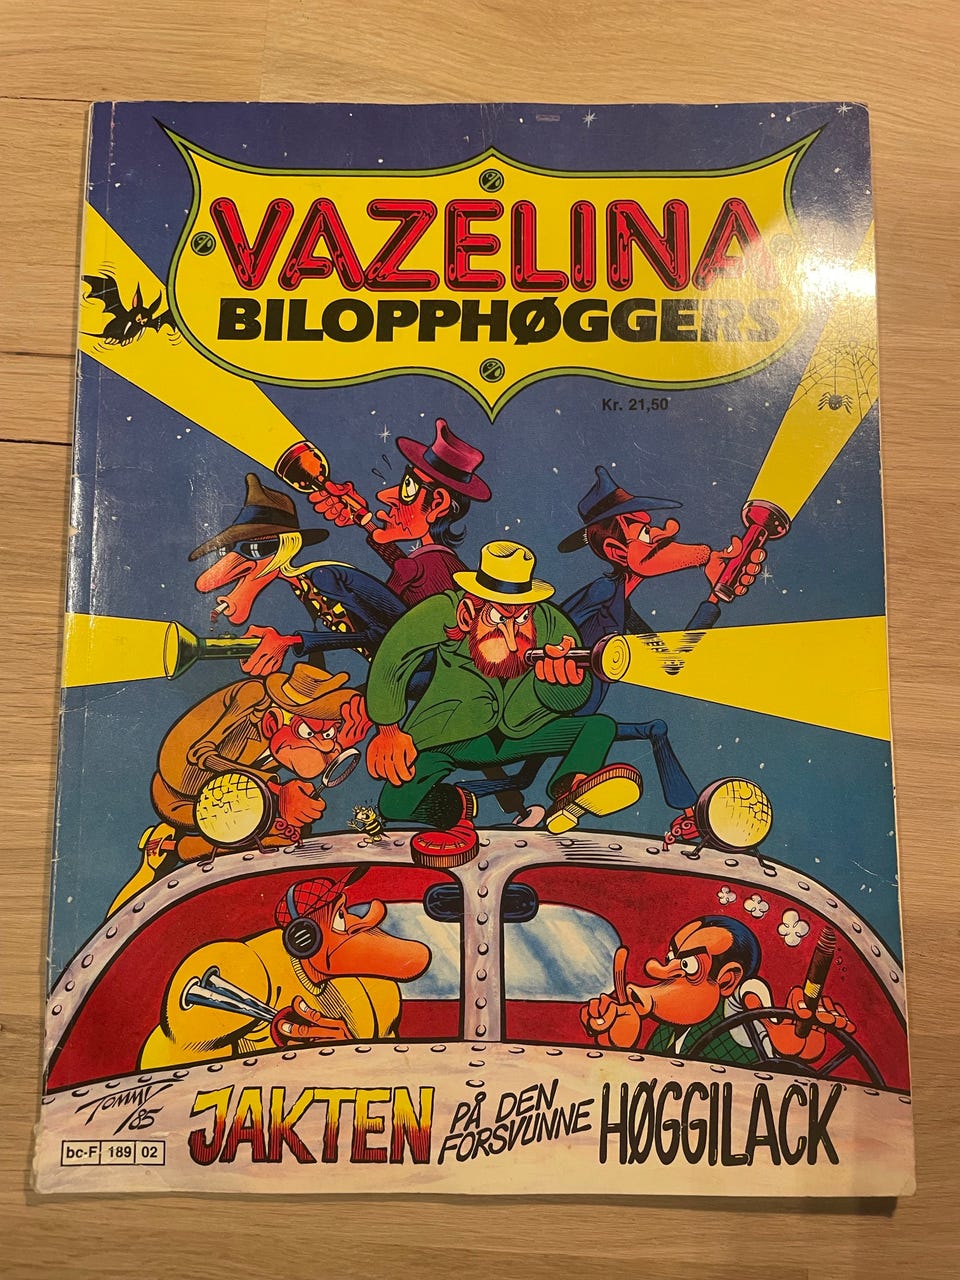 VAZELINA
BILOPPHØGGERS
Kr. 21,50
TOMMY
/85
JAKTEN PÅ DEN FORSVUNNE HØGGILACK
bc-F 189 02